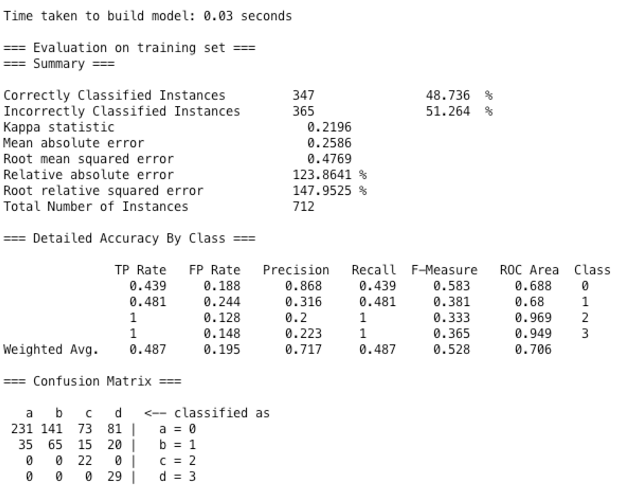 Time taken to build model: 0.03 seconds
=== Evaluation on training set ===
=== Summary ===
Correctly Classified Instances 347 48.736 %
Incorrectly Classified Instances 365 51.264 %
Kappa statistic 0.2196
Mean absolute error 0.2586
Root mean squared error 0.4769
Relative absolute error 123.8641 %
Root relative squared error 147.9525 %
Total Number of Instances 712
=== Detailed Accuracy By Class ===
TP Rate FP Rate Precision Recall F-Measure ROC Area Class
0.439 0.188 0.868 0.439 0.583 0.688 0
0.481 0.244 0.316 0.481 0.381 0.68 1
1 0.128 0.2 1 0.333 0.969 2
1 0.148 0.223 1 0.365 0.949 3
Weighted Avg. 0.487 0.195 0.717 0.487 0.528 0.706
=== Confusion Matrix ===
a b c d <-- classified as
231 141 73 81 | a = 0
35 65 15 20 | b = 1
0 0 22 0 | c = 2
0 0 0 29 | d = 3